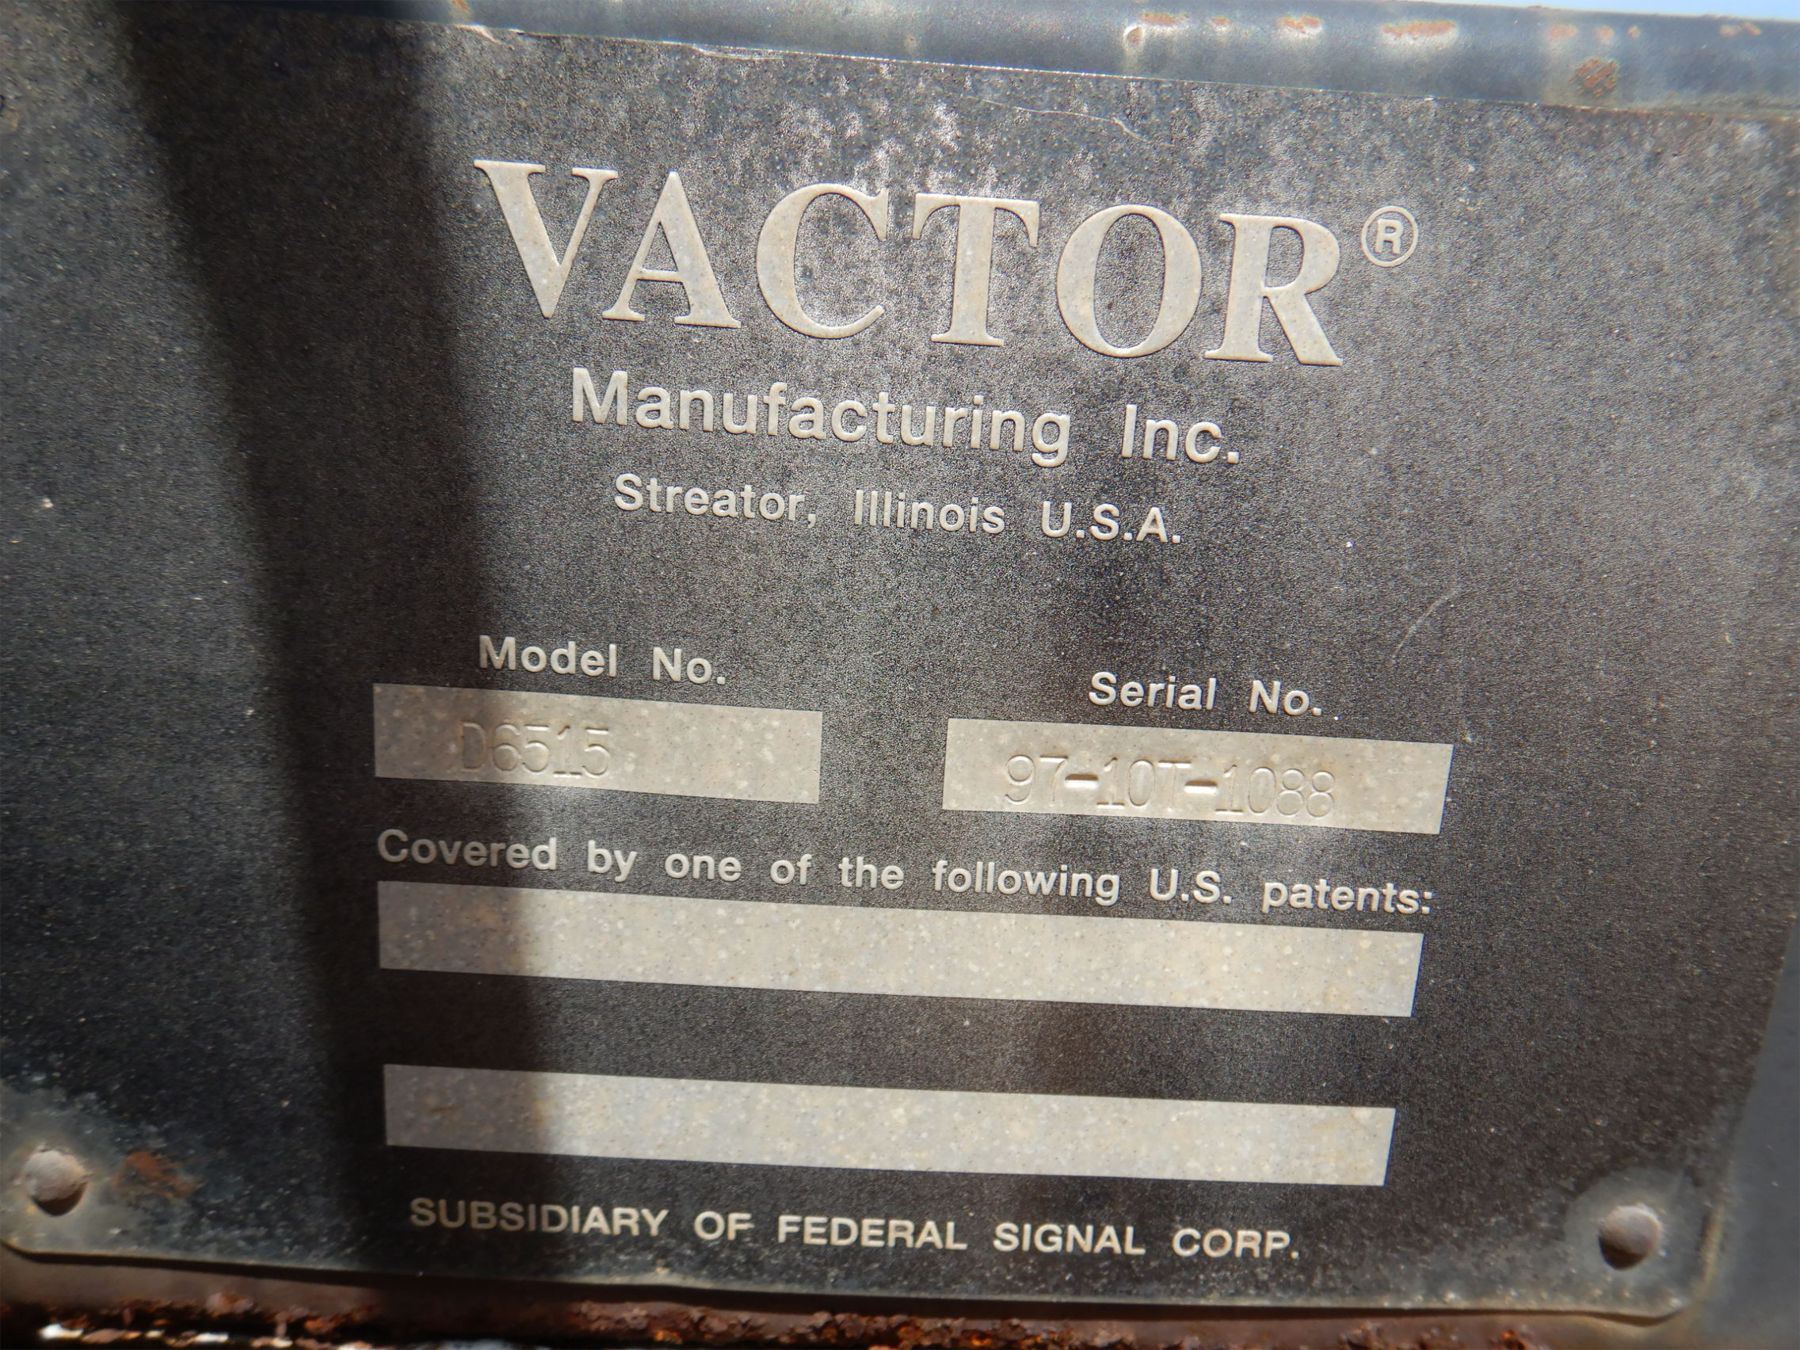 VACTOR®
Manufacturing Inc.
Streator, Illinois U.S.A.
Model No. Serial No.
D6515 97-10T-1088
Covered by one of the following U.S. patents:
SUBSIDIARY OF FEDERAL SIGNAL CORP.